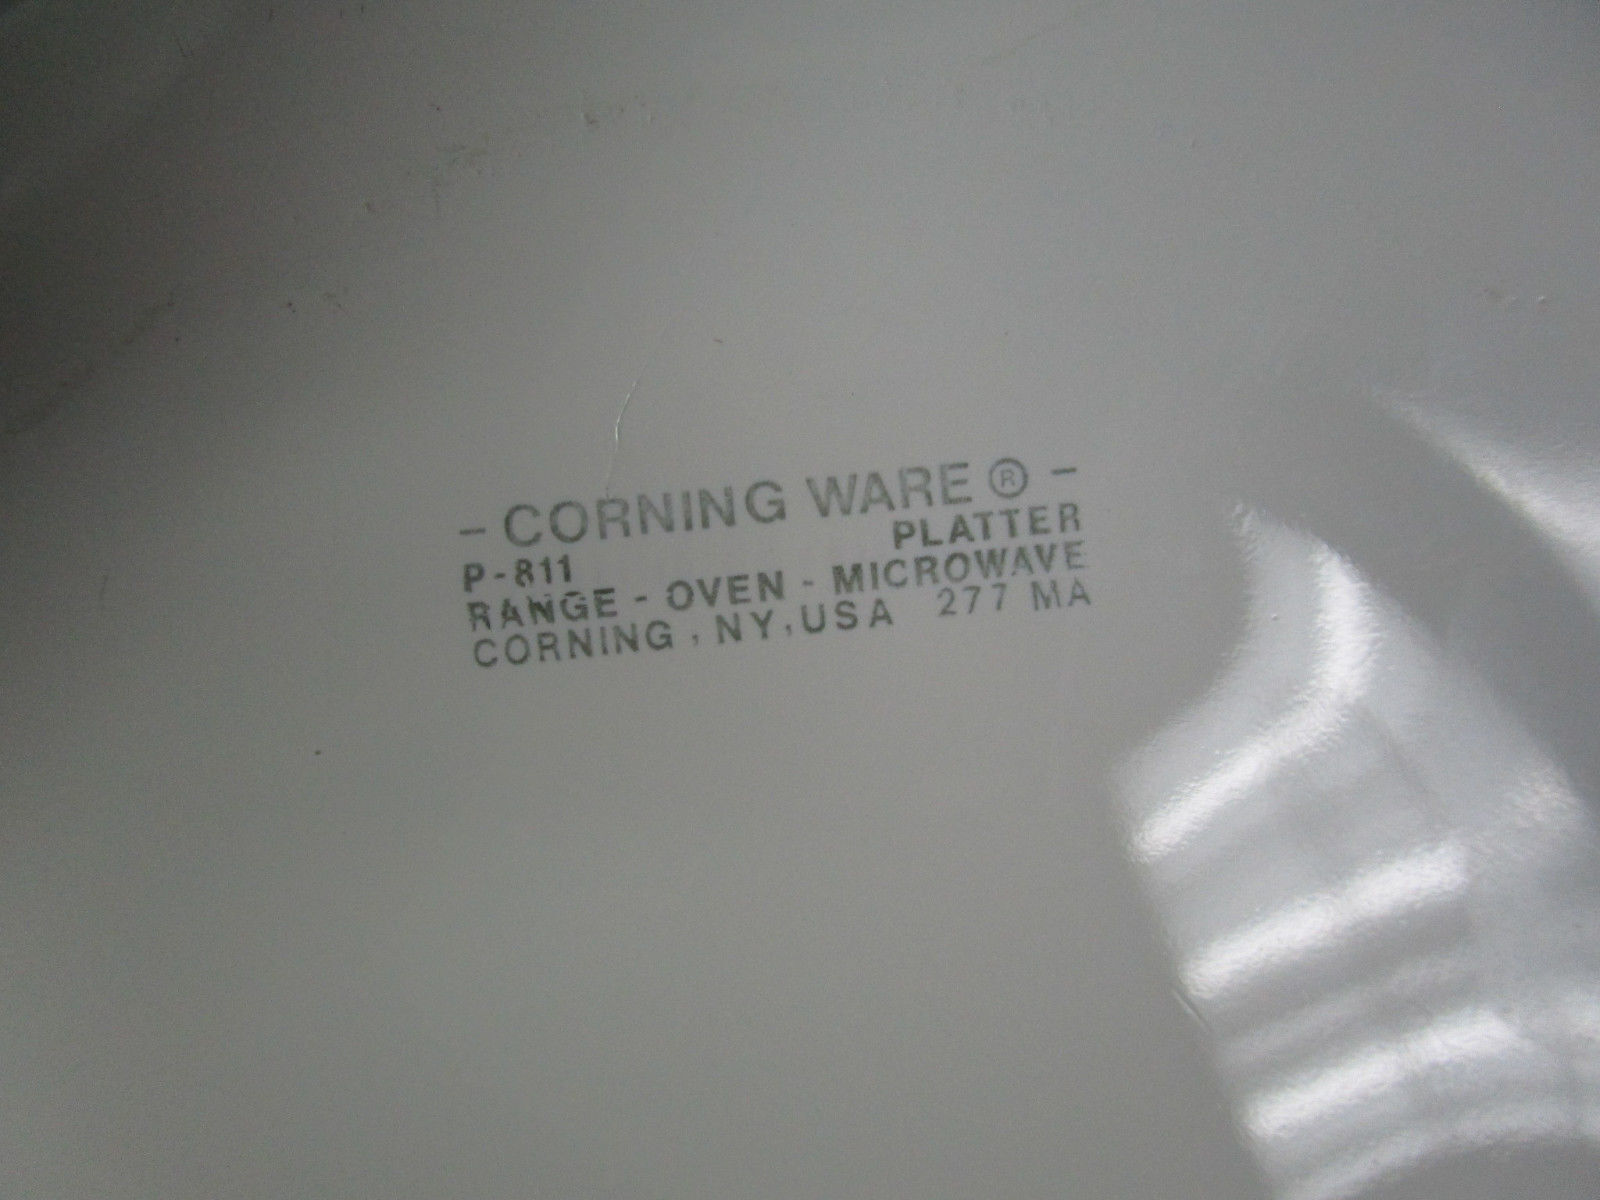 - CORNING WARE ® -
P-811 PLATTER
RANGE - OVEN - MICROWAVE
CORNING, NY, USA 277 MA